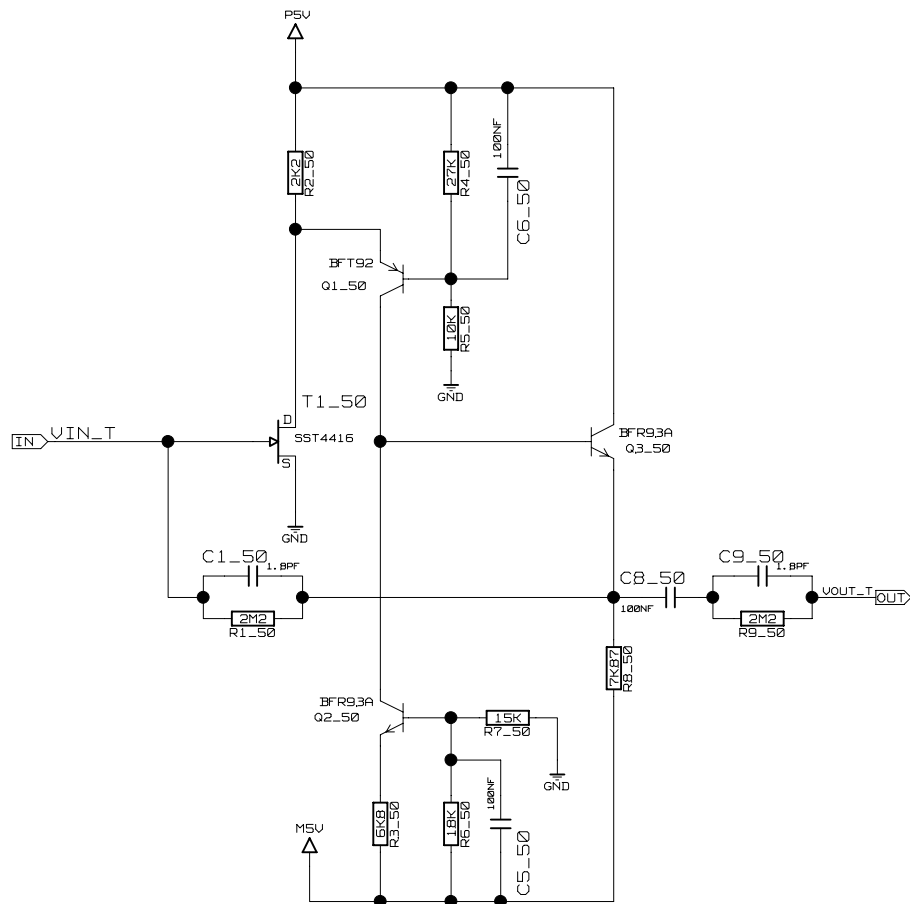 P5V
2K2
R2_50
27K
R4_50
100NF
C6_50
BFT92
Q1_50
10K
R5_50
GND
T1_50
D
SST4416
S
IN
VIN_T
BFR93A
Q3_50
GND
C1_50
1.8PF
2M2
R1_50
C8_50
100NF
C9_50
1.8PF
2M2
R9_50
VOUT_T
OUT
7K87
R8_50
BFR93A
Q2_50
15K
R7_50
GND
100NF
C5_50
6K8
R3_50
18K
R6_50
M5V